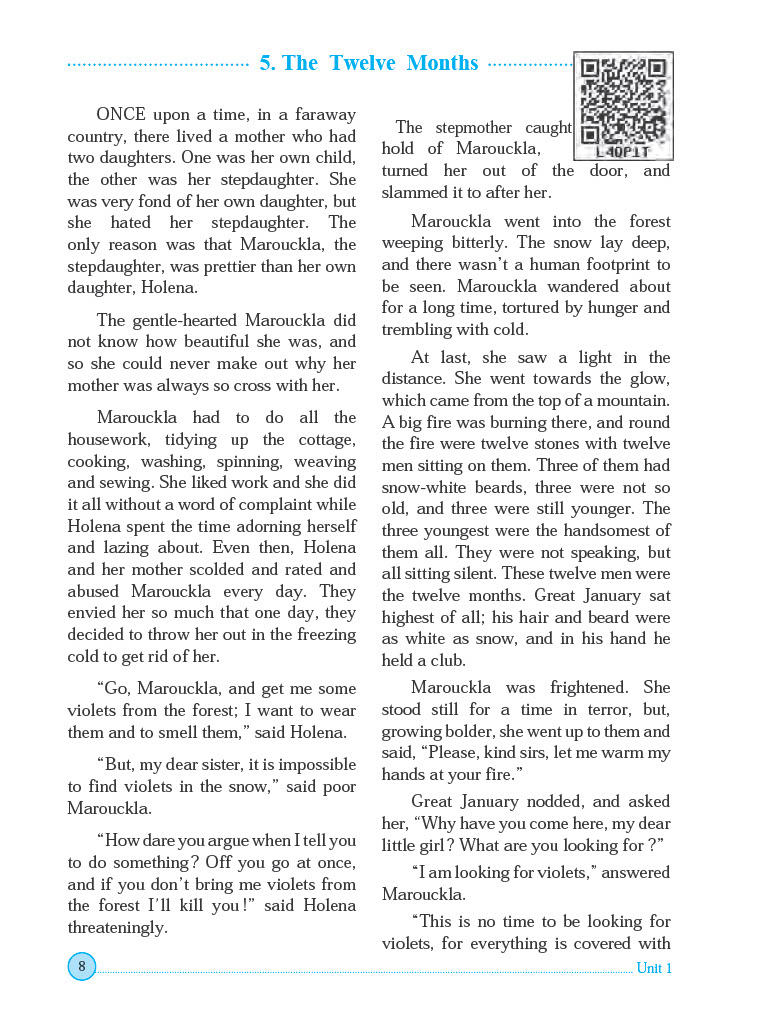 5. The Twelve Months
L4QP1T
ONCE upon a time, in a faraway
country, there lived a mother who had
two daughters. One was her own child,
the other was her stepdaughter. She
was very fond of her own daughter, but
she hated her stepdaughter. The
only reason was that Marouckla, the
stepdaughter, was prettier than her own
daughter, Holena.
The gentle-hearted Marouckla did
not know how beautiful she was, and
so she could never make out why her
mother was always so cross with her.
Marouckla had to do all the
housework, tidying up the cottage,
cooking, washing, spinning, weaving
and sewing. She liked work and she did
it all without a word of complaint while
Holena spent the time adorning herself
and lazing about. Even then, Holena
and her mother scolded and rated and
abused Marouckla every day. They
envied her so much that one day, they
decided to throw her out in the freezing
cold to get rid of her.
“Go, Marouckla, and get me some
violets from the forest; I want to wear
them and to smell them,” said Holena.
“But, my dear sister, it is impossible
to find violets in the snow,” said poor
Marouckla.
“How dare you argue when I tell you
to do something? Off you go at once,
and if you don’t bring me violets from
the forest I’ll kill you!” said Holena
threateningly.
The stepmother caught
hold of Marouckla,
turned her out of the door, and
slammed it to after her.
Marouckla went into the forest
weeping bitterly. The snow lay deep,
and there wasn’t a human footprint to
be seen. Marouckla wandered about
for a long time, tortured by hunger and
trembling with cold.
At last, she saw a light in the
distance. She went towards the glow,
which came from the top of a mountain.
A big fire was burning there, and round
the fire were twelve stones with twelve
men sitting on them. Three of them had
snow-white beards, three were not so
old, and three were still younger. The
three youngest were the handsomest of
them all. They were not speaking, but
all sitting silent. These twelve men were
the twelve months. Great January sat
highest of all; his hair and beard were
as white as snow, and in his hand he
held a club.
Marouckla was frightened. She
stood still for a time in terror, but,
growing bolder, she went up to them and
said, “Please, kind sirs, let me warm my
hands at your fire.”
Great January nodded, and asked
her, “Why have you come here, my dear
little girl? What are you looking for ?”
“I am looking for violets,” answered
Marouckla.
“This is no time to be looking for
violets, for everything is covered with
8
Unit 1